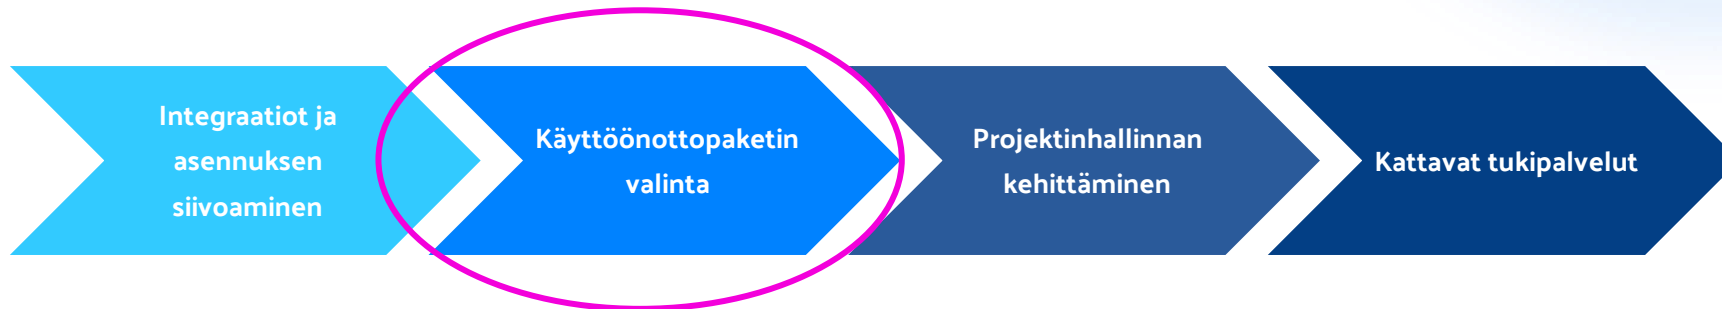 Integraatiot ja
asennuksen
siivoaminen
Käyttöönottopaketin
valinta
Projektinhallinnan
kehittäminen
Kattavat tukipalvelut